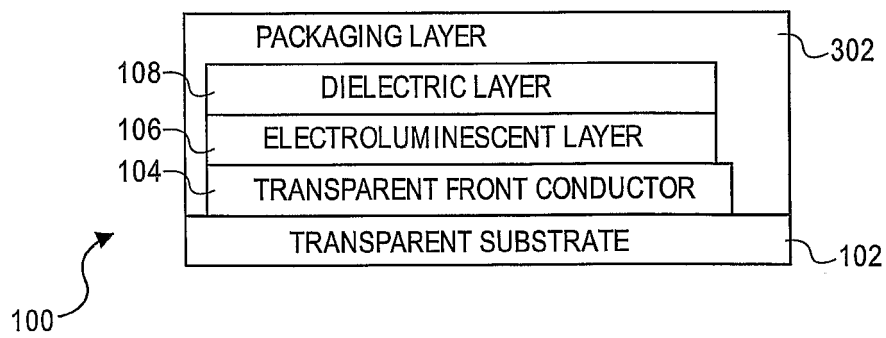 PACKAGING LAYER
302
108
DIELECTRIC LAYER
106
ELECTROLUMINESCENT LAYER
104
TRANSPARENT FRONT CONDUCTOR
TRANSPARENT SUBSTRATE
102
100